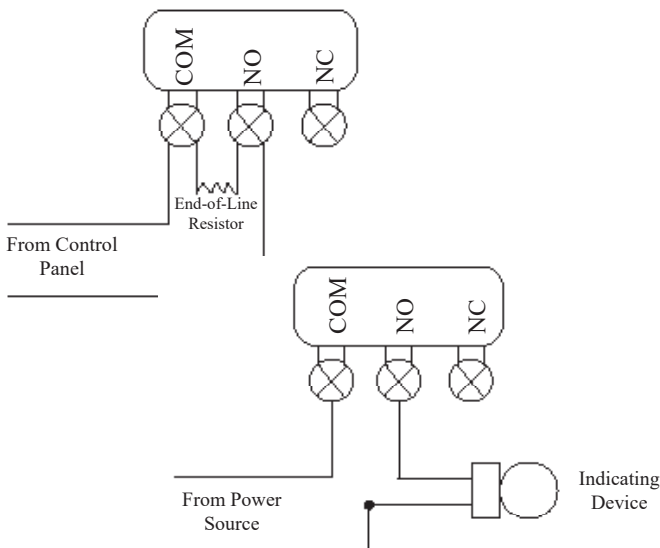 COM
NO
NC
End-of-Line
Resistor
From Control
Panel
COM
NO
NC
Indicating
Device
From Power
Source